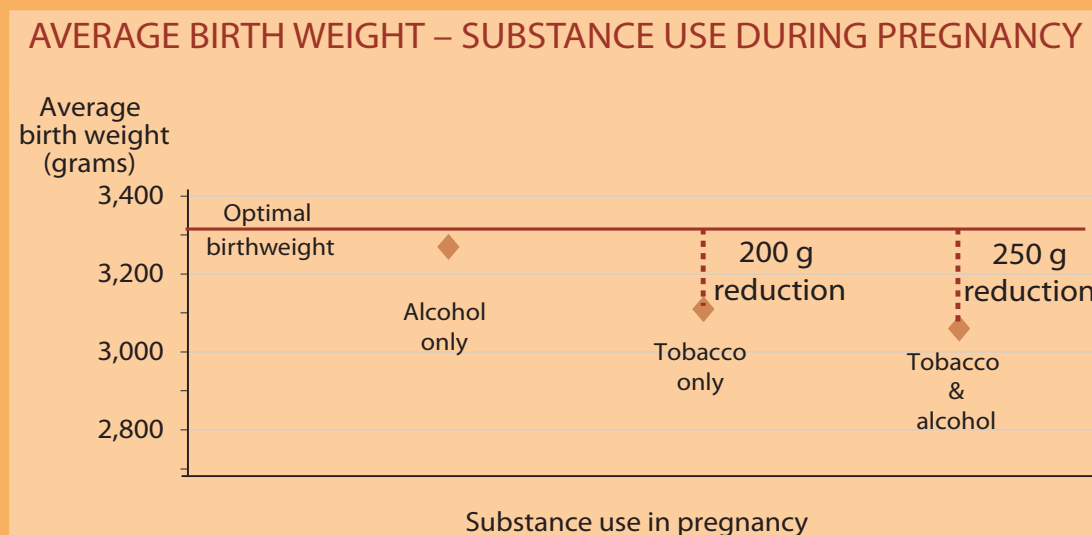 AVERAGE BIRTH WEIGHT – SUBSTANCE USE DURING PREGNANCY
Average
birth weight
(grams)
3,400
Optimal
birthweight
200 g
reduction
250 g
reduction
3,200
Alcohol
only
3,000
Tobacco
only
Tobacco
&
alcohol
2,800
Substance use in pregnancy